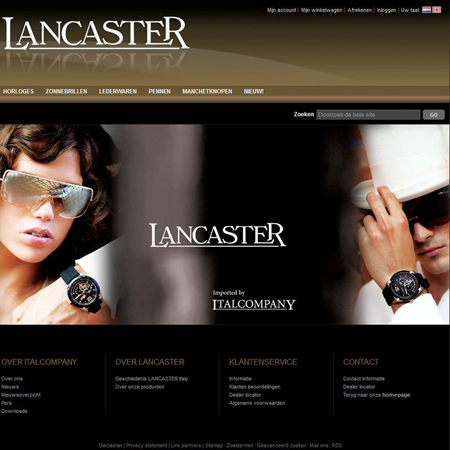 Mijn account | Mijn winkelwagen | Afrekenen | Inloggen | Uw taal
LANCASTER
HORLOGES ZONNEBRILLEN LEDERWAREN PENNEN MANCHETKNOPEN NIEUW!
Zoeken Doorzoek de hele site GO
LANCASTER
Imported by
ITALCOMPANY
OVER ITALCOMPANY
Over ons
Nieuws
Nieuwsoverzicht
Pers
Downloads
OVER LANCASTER
Geschiedenis LANCASTER Italy
Over onze producten
KLANTENSERVICE
Informatie
Klanten beoordelingen
Dealer locator
Algemene voorwaarden
CONTACT
Contact informatie
Dealer locator
Terug naar onze homepage
Disclaimer | Privacy statement | Link partners | Sitemap | Zoektermen | Geavanceerd zoeken | Mail ons | RSS